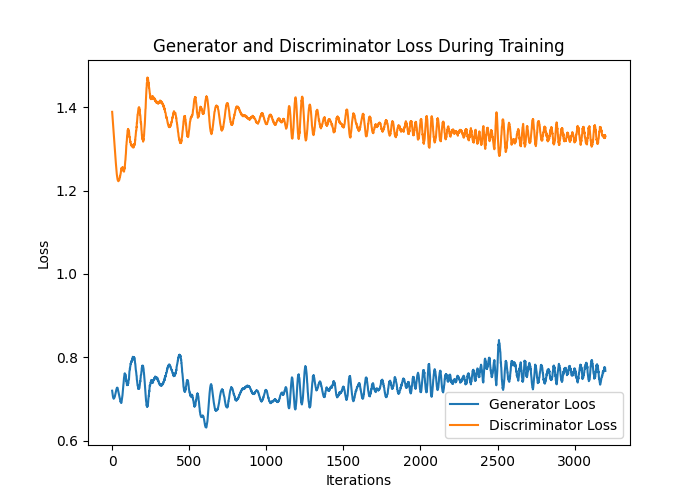 Generator and Discriminator Loss During Training
Loss
1.4
1.2
1.0
0.8
0.6
0
500
1000
1500
2000
2500
3000
Iterations
Generator Loos
Discriminator Loss